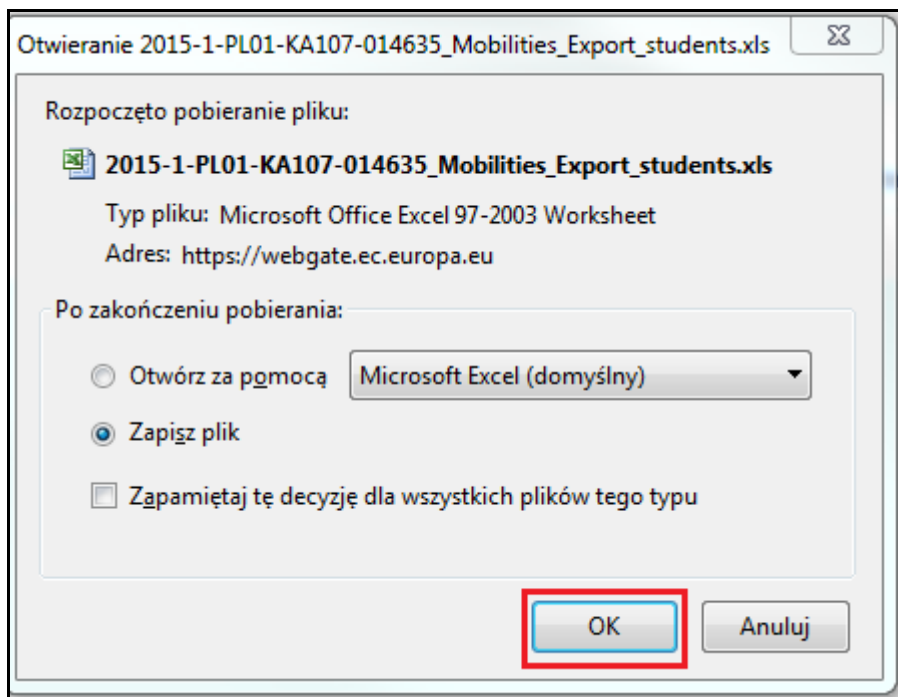 Otwieranie 2015-1-PL01-KA107-014635_Mobilities_Export_students.xls
Rozpoczęto pobieranie pliku:
2015-1-PL01-KA107-014635_Mobilities_Export_students.xls
Typ pliku: Microsoft Office Excel 97-2003 Worksheet
Adres: https://webgate.ec.europa.eu
Po zakończeniu pobierania:
Otwórz za pomocą Microsoft Excel (domyślny)
Zapisz plik
Zapamiętaj tę decyzję dla wszystkich plików tego typu
OK Anuluj